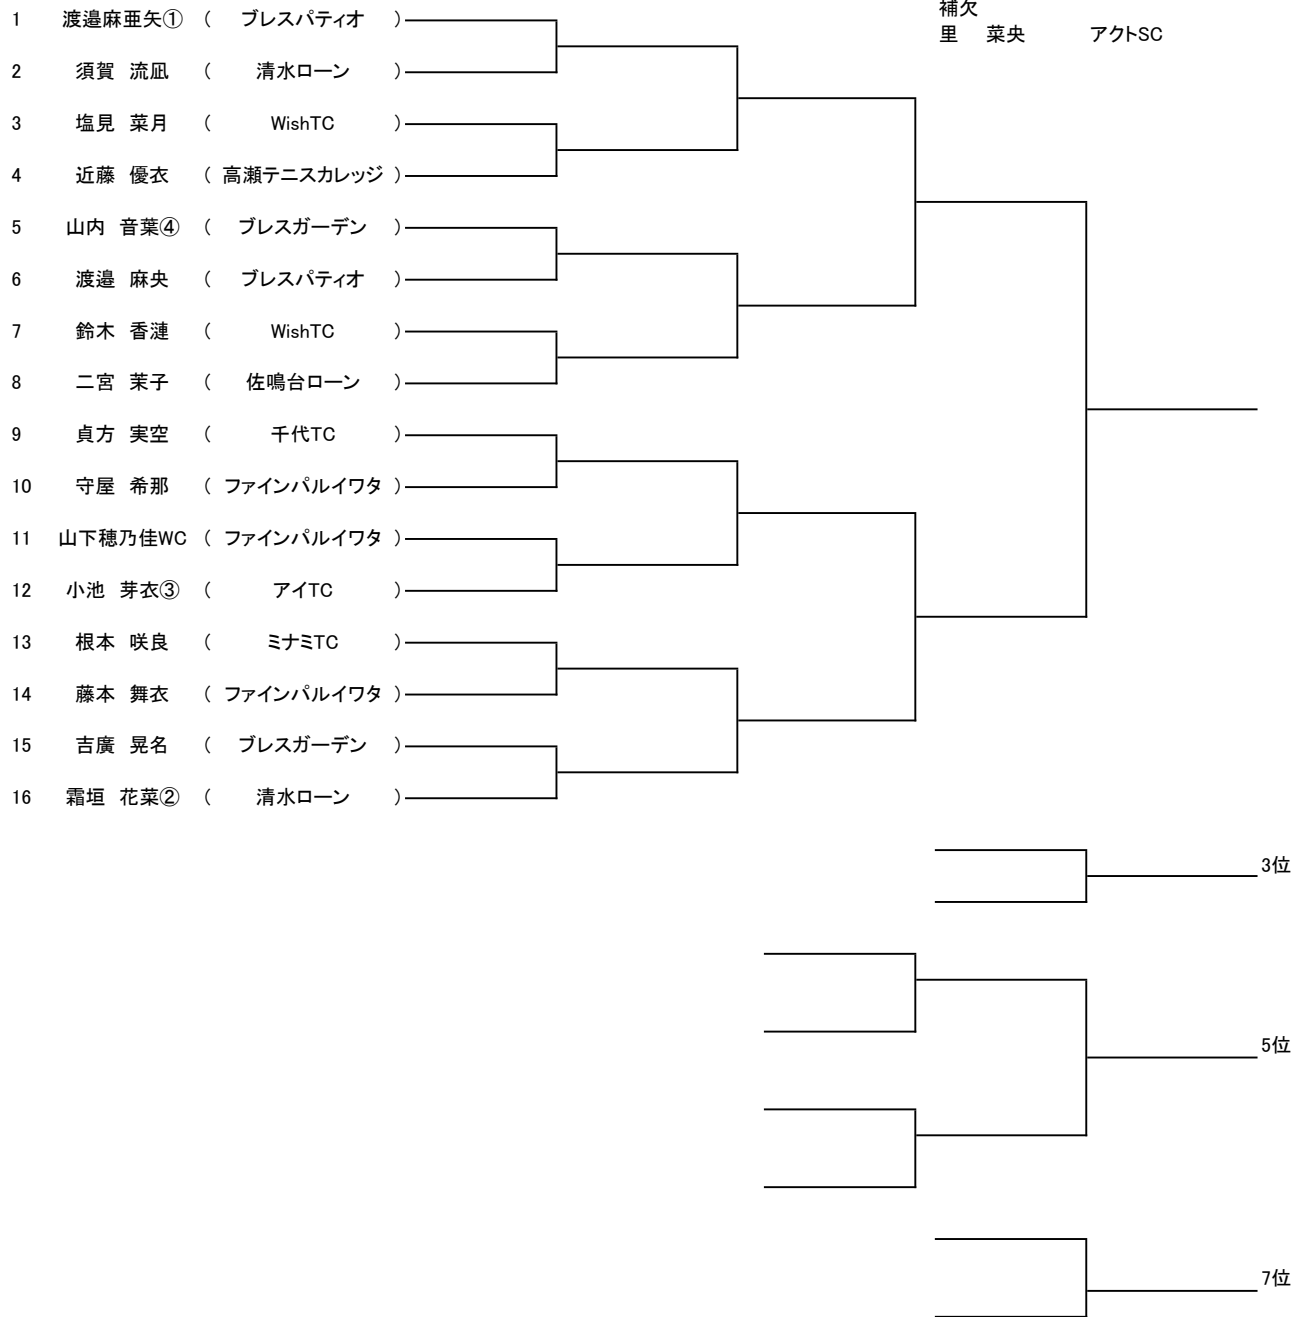 補欠
里 菜央 アクトSC
1 渡邉麻亜矢① ( ブレスパティオ )
2 須賀 流凪 ( 清水ローン )
3 塩見 菜月 ( WishTC )
4 近藤 優衣 ( 高瀬テニスカレッジ )
5 山内 音葉④ ( ブレスガーデン )
6 渡邉 麻央 ( ブレスパティオ )
7 鈴木 香漣 ( WishTC )
8 二宮 茉子 ( 佐鳴台ローン )
9 貞方 実空 ( 千代TC )
10 守屋 希那 ( ファインパルイワタ )
11 山下穂乃佳WC ( ファインパルイワタ )
12 小池 芽衣③ ( アイTC )
13 根本 咲良 ( ミナミTC )
14 藤本 舞衣 ( ファインパルイワタ )
15 吉廣 晃名 ( ブレスガーデン )
16 霜垣 花菜② ( 清水ローン )
3位
5位
7位